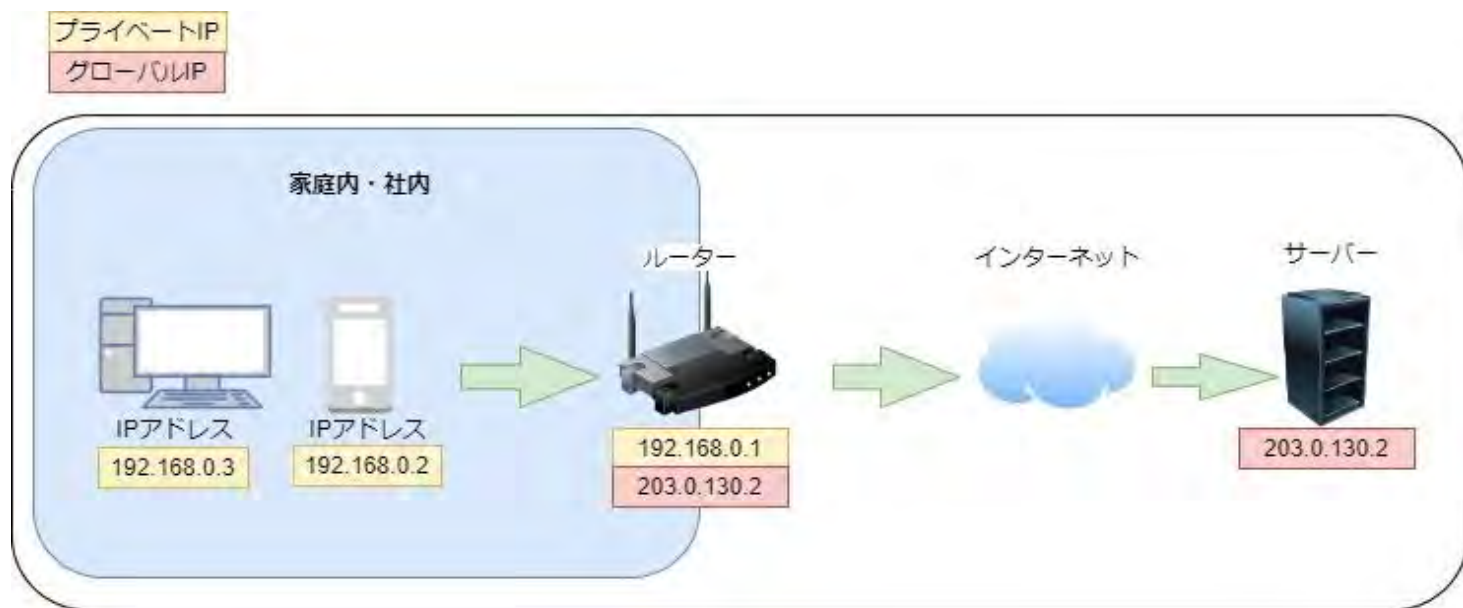 プライベートIP
グローバルIP
家庭内・社内
ルーター
インターネット
サーバー
IPアドレス
IPアドレス
192.168.0.3
192.168.0.2
192.168.0.1
203.0.130.2
203.0.130.2